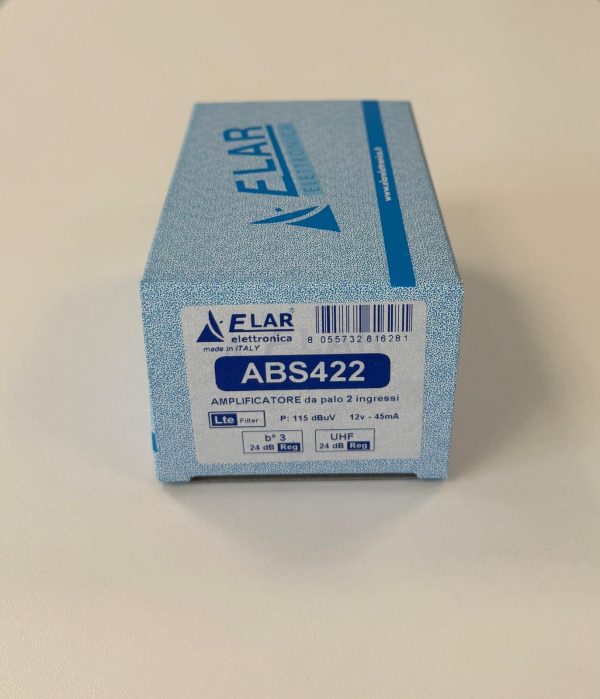 ELAR
ELETTRONICA
www.elarelettronica.it
ELAR
elettronica
made in ITALY
8 055732 616281
ABS422
AMPLIFICATORE da palo 2 ingressi
Lte Filter P: 115 dBuV 12v - 45mA
b° 3 UHF
24 dB Reg 24 dB Reg